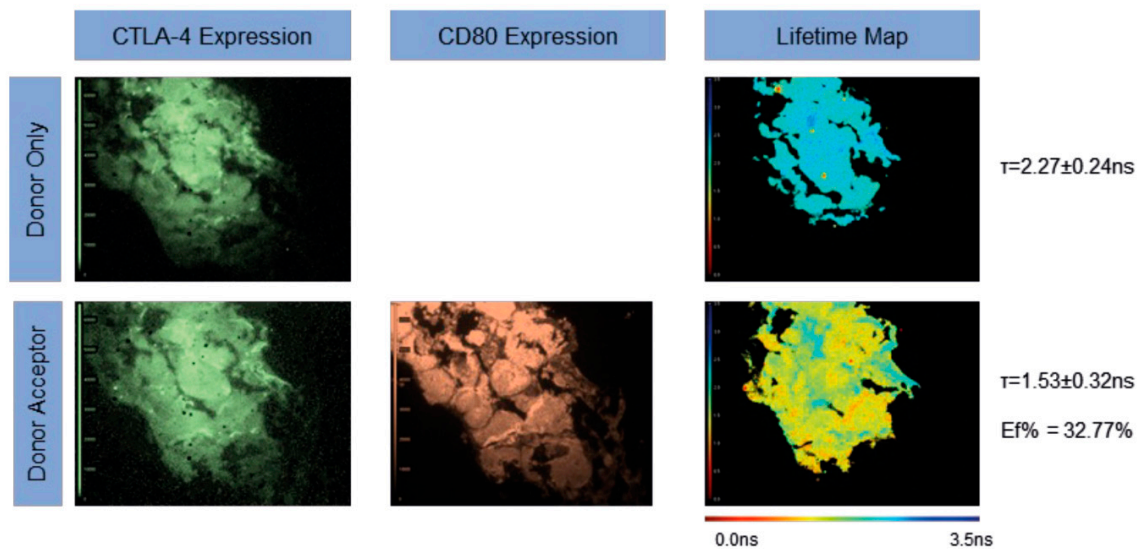 CTLA-4 Expression
CD80 Expression
Lifetime Map
Donor Only
τ=2.27±0.24ns
Donor Acceptor
τ=1.53±0.32ns
Ef% = 32.77%
0.0ns
3.5ns